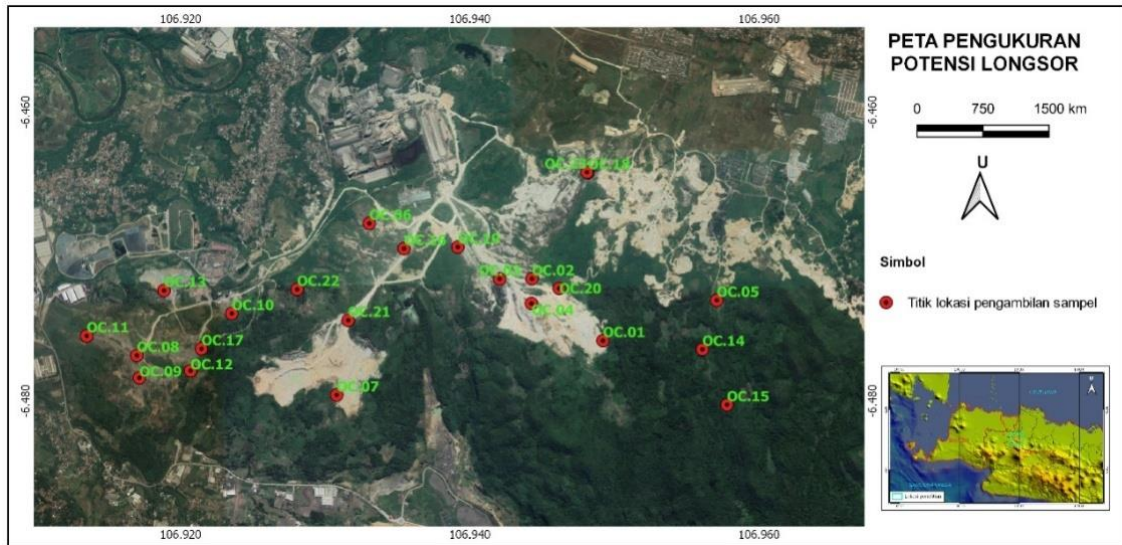 106.920
106.940
106.960
PETA PENGUKURAN
POTENSI LONGSOR
0 750 1500 km
U
Simbol
Titik lokasi pengambilan sampel
-6.460
-6.480
OC.18
OC.06
OC.02
OC.20
OC.04
OC.22
OC.13
OC.10
OC.21
OC.05
OC.11
OC.01
OC.08
OC.17
OC.14
OC.12
OC.09
OC.07
OC.15
-6.460
-6.480
106.920
106.940
106.960